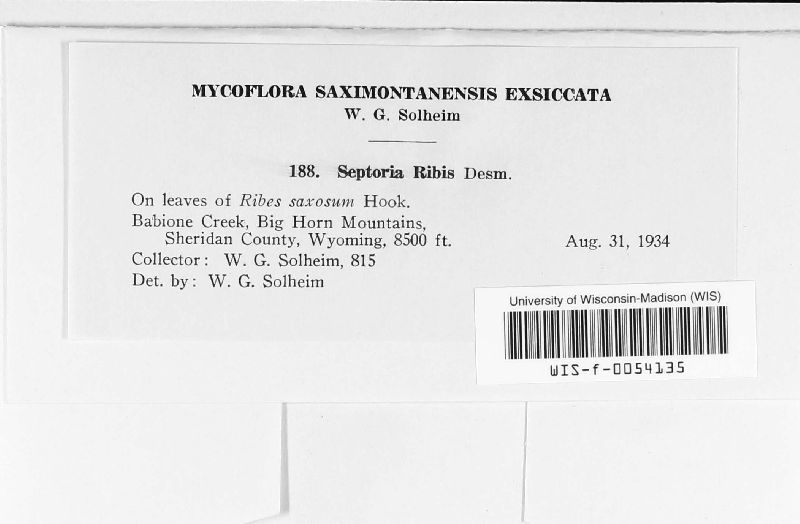 MYCOFLORA SAXIMONTANENSIS EXSICCATA
W. G. Solheim
188. Septoria Ribis Desm.
On leaves of Ribes saxosum Hook.
Babione Creek, Big Horn Mountains,
Sheridan County, Wyoming, 8500 ft. Aug. 31, 1934
Collector: W. G. Solheim, 815
Det. by: W. G. Solheim
University of Wisconsin-Madison (WIS)
WIS-f-0054135